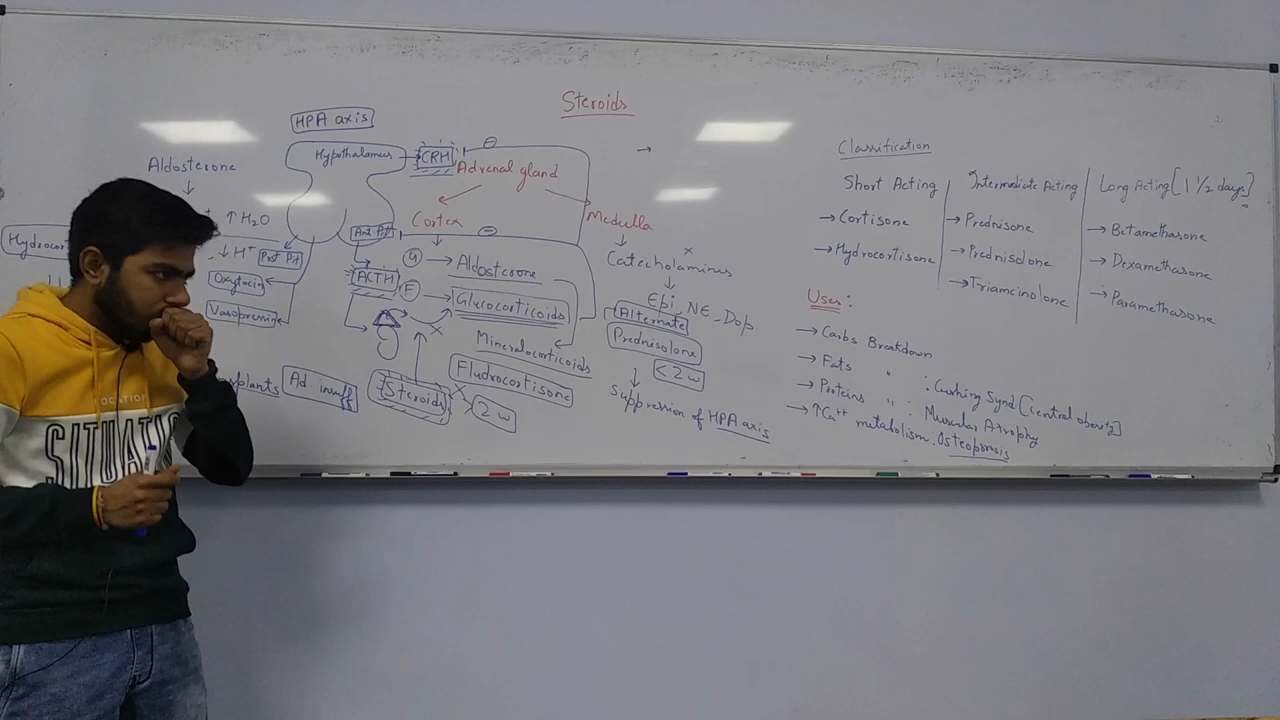 Steroids
HPA axis
Hypothalamus
CRH
⊖
Adrenal gland
Aldosterone
↑ H₂O
↓ H⁺
Post Pit
Oxytocin
Vasopressin
Ant Pit
ACTH
Cortex
Medulla
G → Aldosterone
F → Glucocorticoids
Mineralocorticoids
Fludrocortisone
Steroids
2 w
⊖
Catecholamines
Epi, NE - Dop
Alternate
Prednisolone
< 2 w
Suppression of HPA axis
Ad insuff
LOCATION
SITUATI
Classification
Short Acting
→ Cortisone
→ Hydrocortisone
Intermediate Acting
→ Prednisone
→ Prednisolone
→ Triamcinolone
Long Acting [1 ½ days]
→ Betamethasone
→ Dexamethasone
→ Paramethasone
Uses:
→ Carbs Breakdown
→ Fats " : Cushing Synd [central obesity]
→ Proteins " : Muscular Atrophy
→ ↑Ca⁺⁺ metabolism . Osteoporosis